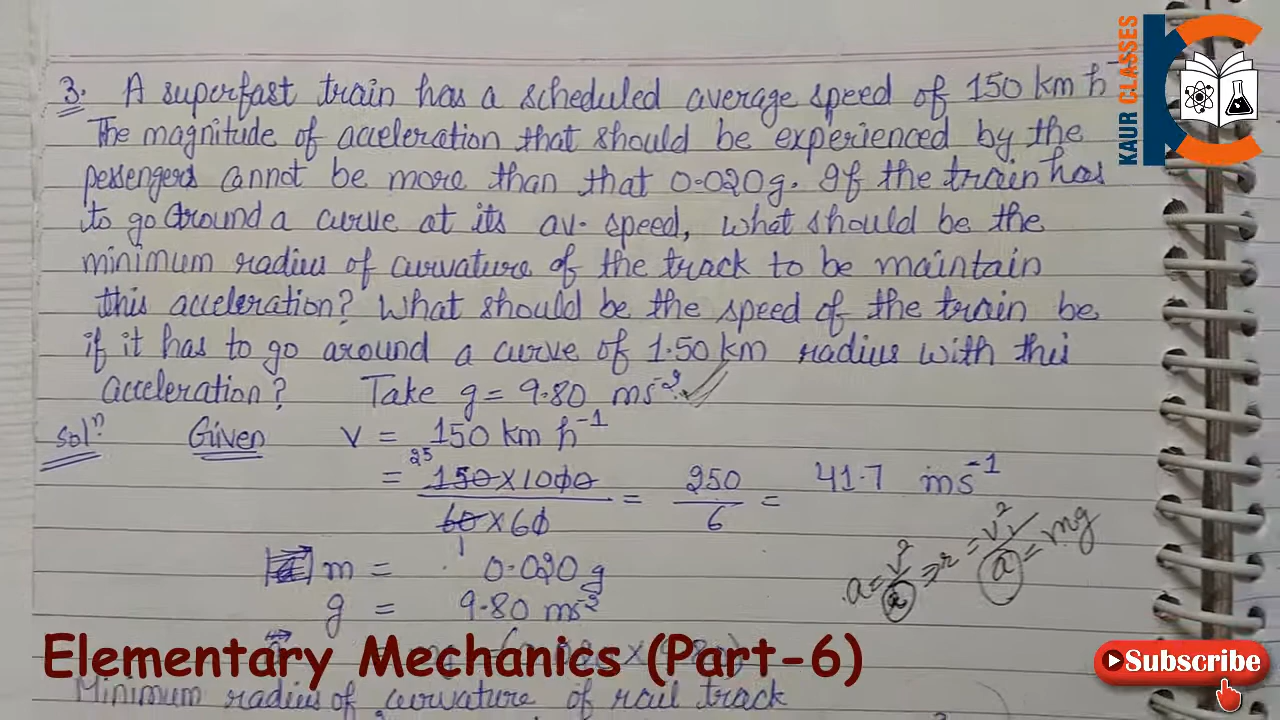 3. A superfast train has a scheduled average speed of 150 km h⁻
The magnitude of acceleration that should be experienced by the
pessengers cannot be more than that 0.020g. If the train has
to go around a curve at its av. speed, what should be the
minimum radius of curvature of the track to be maintain
this acceleration? What should be the speed of the train be
if it has to go around a curve of 1.50 km radius with this
acceleration? Take g = 9.80 ms⁻².
Solⁿ. Given v = 150 km h⁻¹
= 25 150×1000 / 60×60 1 = 250 / 6 = 41.7 ms⁻¹
m = 0.020 g
g = 9.80 ms⁻²
a = v² / r ⇒ r = v² / a = mg
Minimum radius of curvature of rail track
Elementary Mechanics (Part-6)
KAUR CLASSES
Subscribe